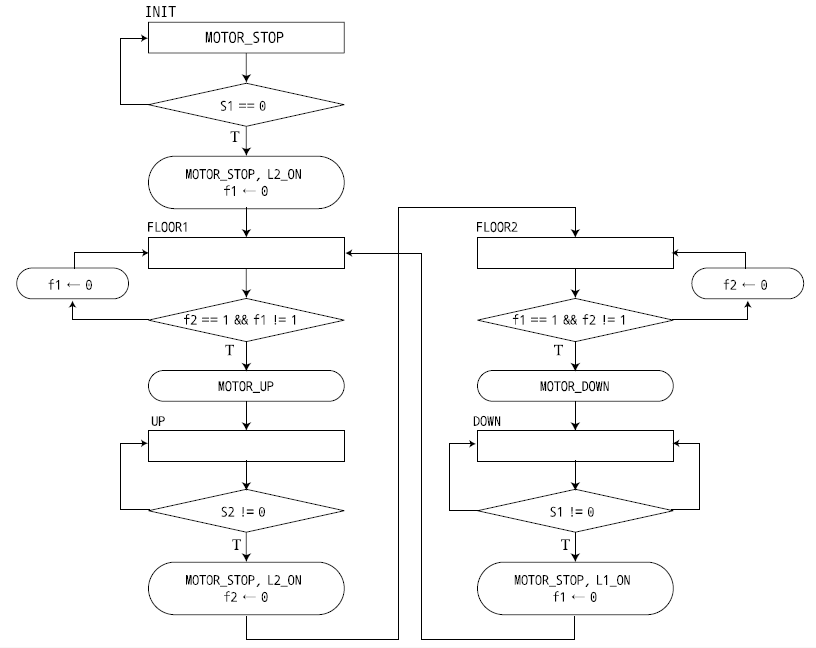 INIT
MOTOR_STOP
S1 == 0
T
MOTOR_STOP, L2_ON
f1 ← 0
FLOOR1
f1 ← 0
f2 == 1 && f1 != 1
T
MOTOR_UP
UP
S2 != 0
T
MOTOR_STOP, L2_ON
f2 ← 0
FLOOR2
f2 ← 0
f1 == 1 && f2 != 1
T
MOTOR_DOWN
DOWN
S1 != 0
T
MOTOR_STOP, L1_ON
f1 ← 0